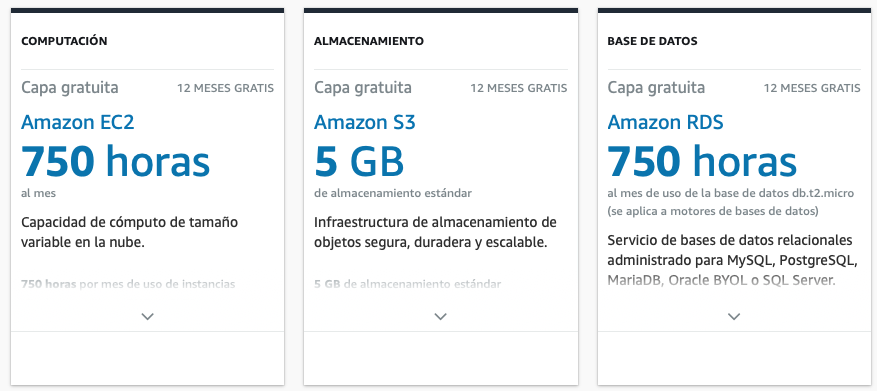 COMPUTACIÓN
Capa gratuita
12 MESES GRATIS
Amazon EC2
750 horas
al mes
Capacidad de cómputo de tamaño
variable en la nube.
750 horas por mes de uso de instancias
ALMACENAMIENTO
Capa gratuita
12 MESES GRATIS
Amazon S3
5 GB
de almacenamiento estándar
Infraestructura de almacenamiento de
objetos segura, duradera y escalable.
5 GB de almacenamiento estándar
BASE DE DATOS
Capa gratuita
12 MESES GRATIS
Amazon RDS
750 horas
al mes de uso de la base de datos db.t2.micro
(se aplica a motores de bases de datos)
Servicio de bases de datos relacionales
administrado para MySQL, PostgreSQL,
MariaDB, Oracle BYOL o SQL Server.